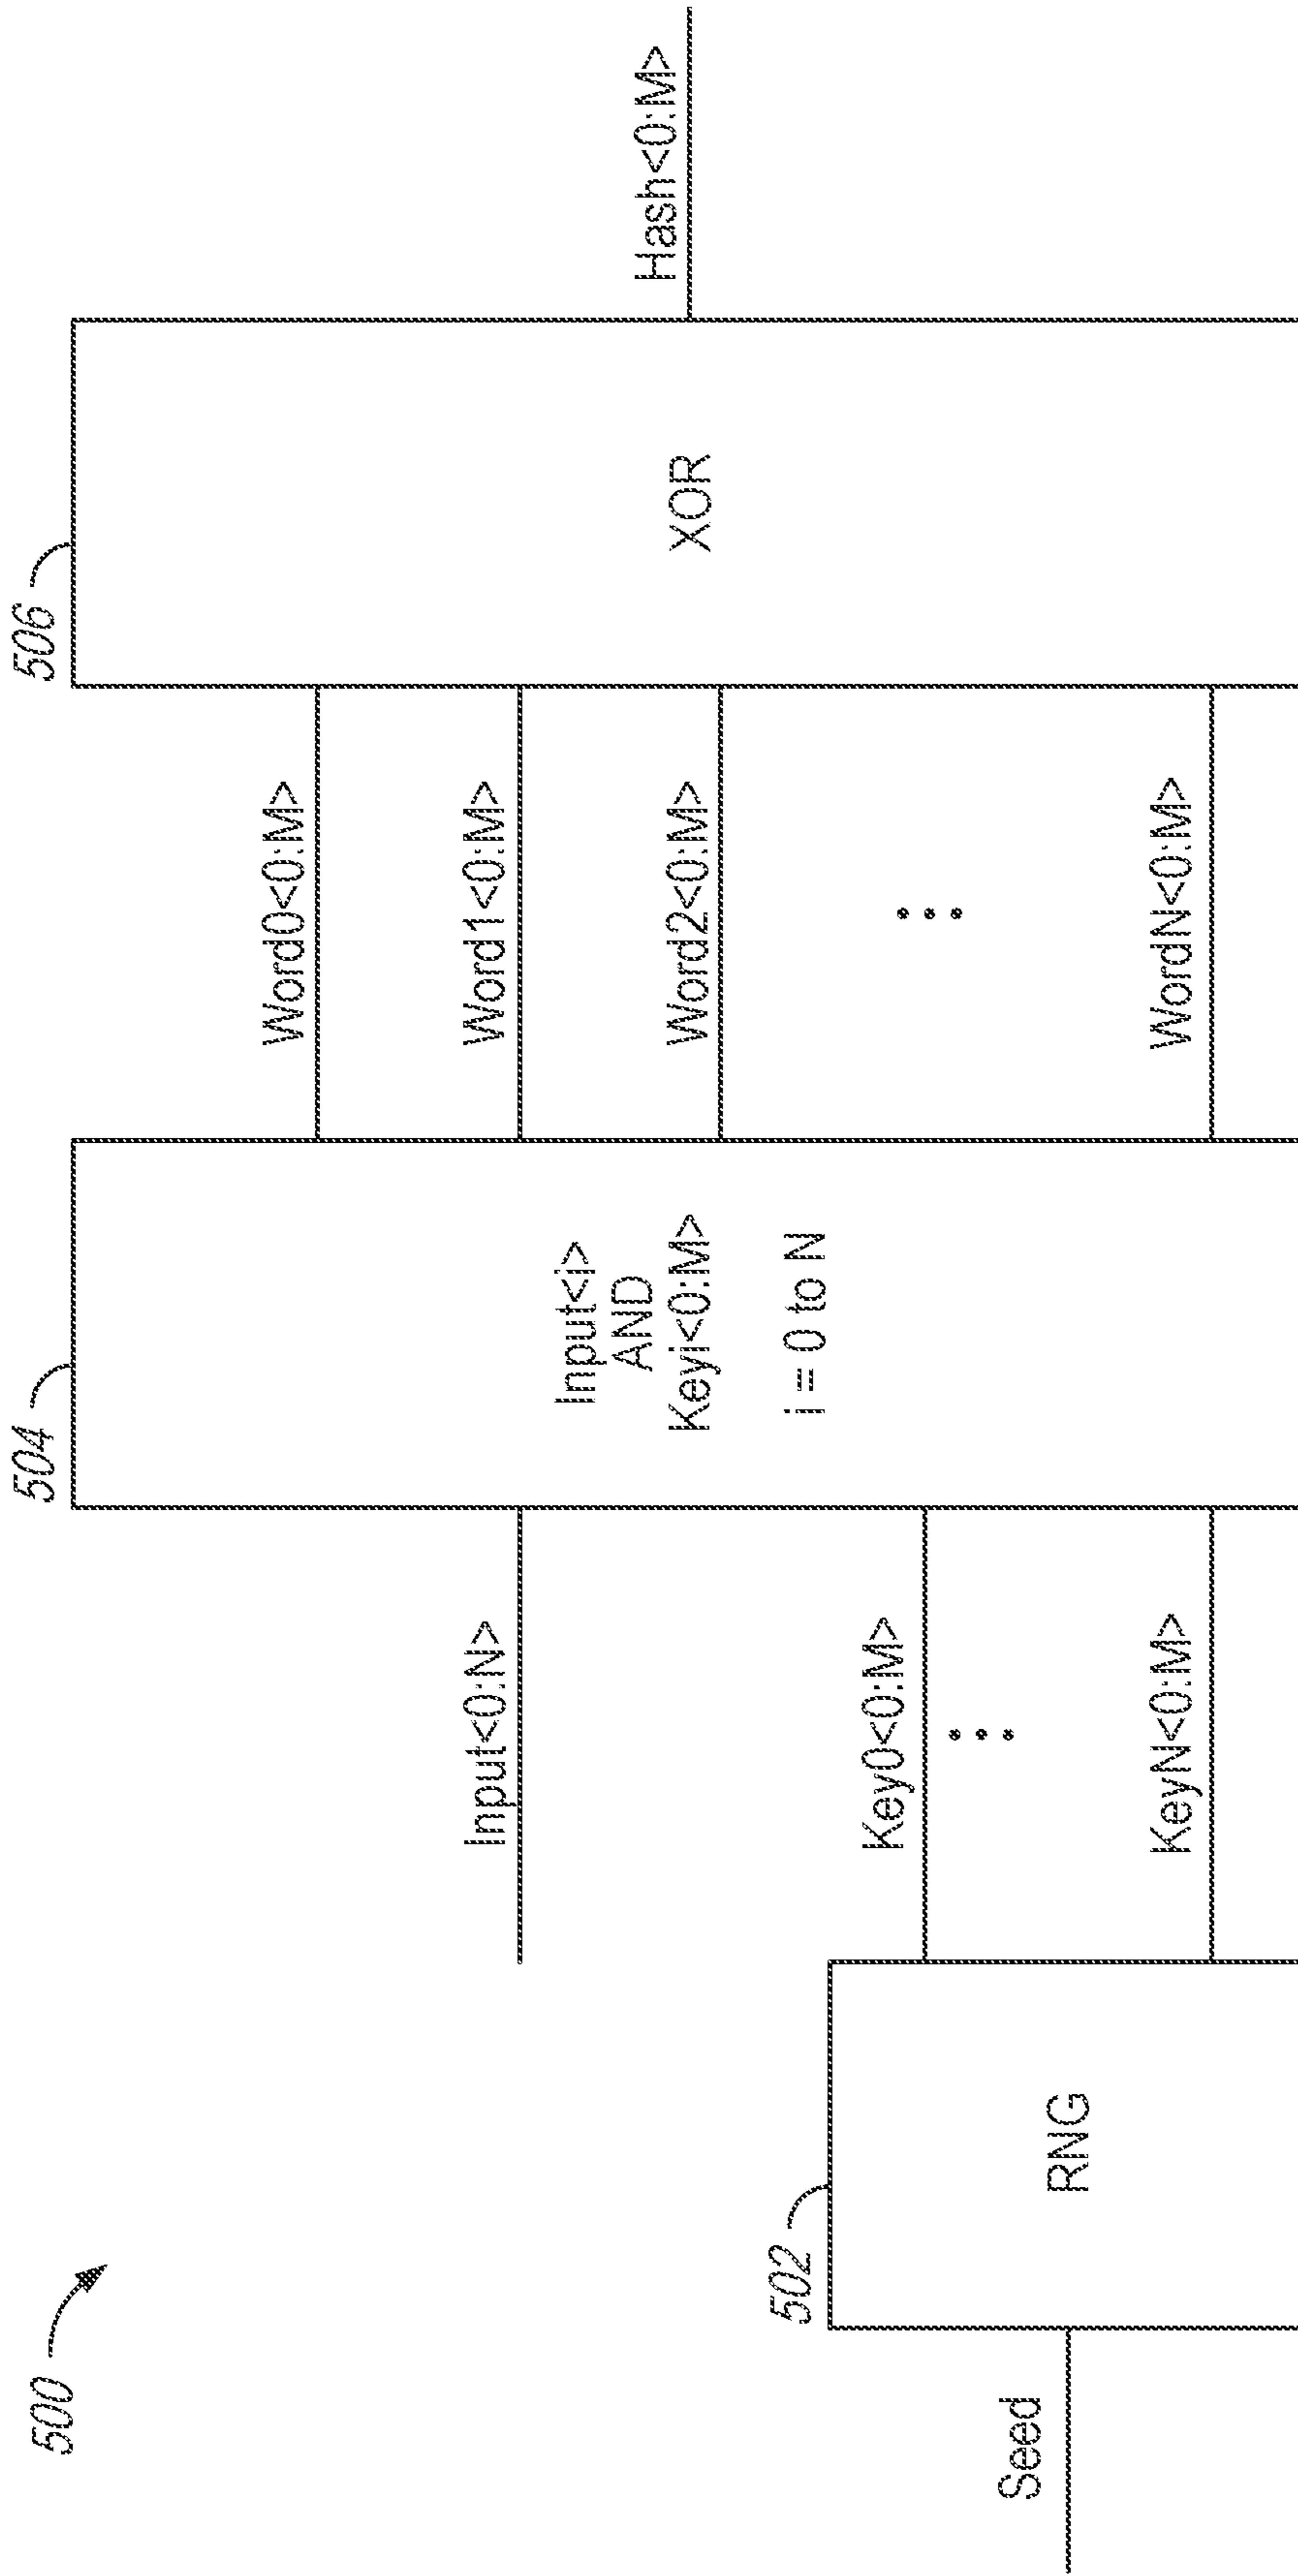 500
Seed
502
RNG
Input<0:N>
Key0<0:M>
KeyN<0:M>
504
Input<i>
AND
Keyi<0:M>
i = 0 to N
Word0<0:M>
Word1<0:M>
Word2<0:M>
WordN<0:M>
506
XOR
Hash<0:M>